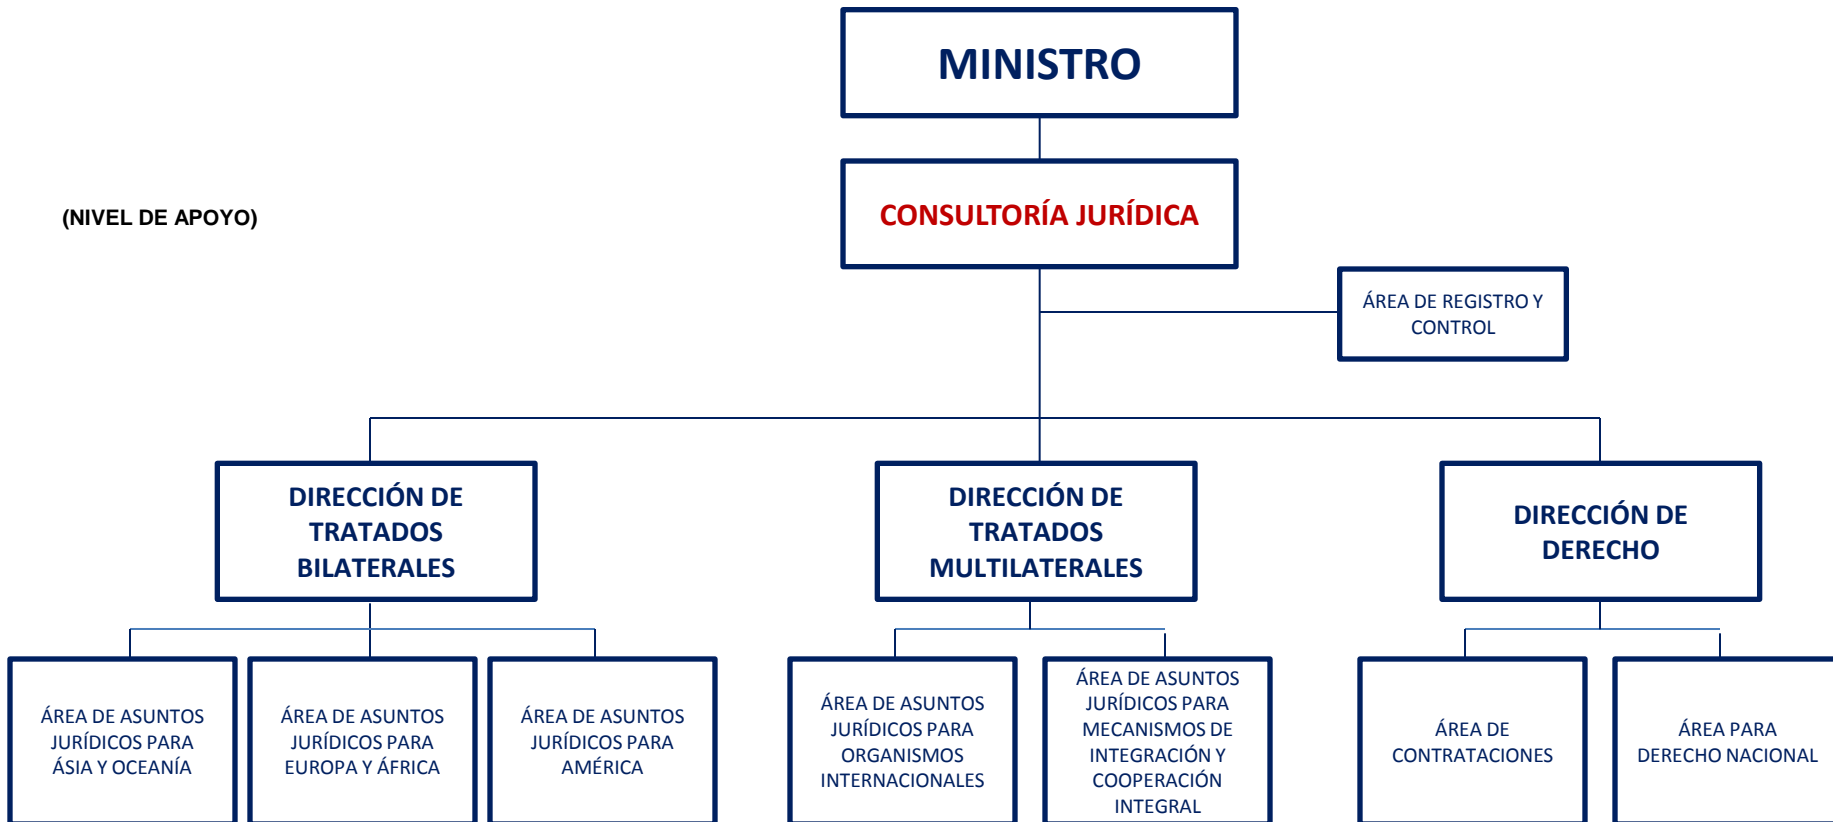 MINISTRO
(NIVEL DE APOYO)
CONSULTORÍA JURÍDICA
ÁREA DE REGISTRO Y
CONTROL
DIRECCIÓN DE
TRATADOS
BILATERALES
DIRECCIÓN DE
TRATADOS
MULTILATERALES
DIRECCIÓN DE
DERECHO
ÁREA DE ASUNTOS
JURÍDICOS PARA
ÁSIA Y OCEANÍA
ÁREA DE ASUNTOS
JURÍDICOS PARA
EUROPA Y ÁFRICA
ÁREA DE ASUNTOS
JURÍDICOS PARA
AMÉRICA
ÁREA DE ASUNTOS
JURÍDICOS PARA
ORGANISMOS
INTERNACIONALES
ÁREA DE ASUNTOS
JURÍDICOS PARA
MECANISMOS DE
INTEGRACIÓN Y
COOPERACIÓN
INTEGRAL
ÁREA DE
CONTRATACIONES
ÁREA PARA
DERECHO NACIONAL